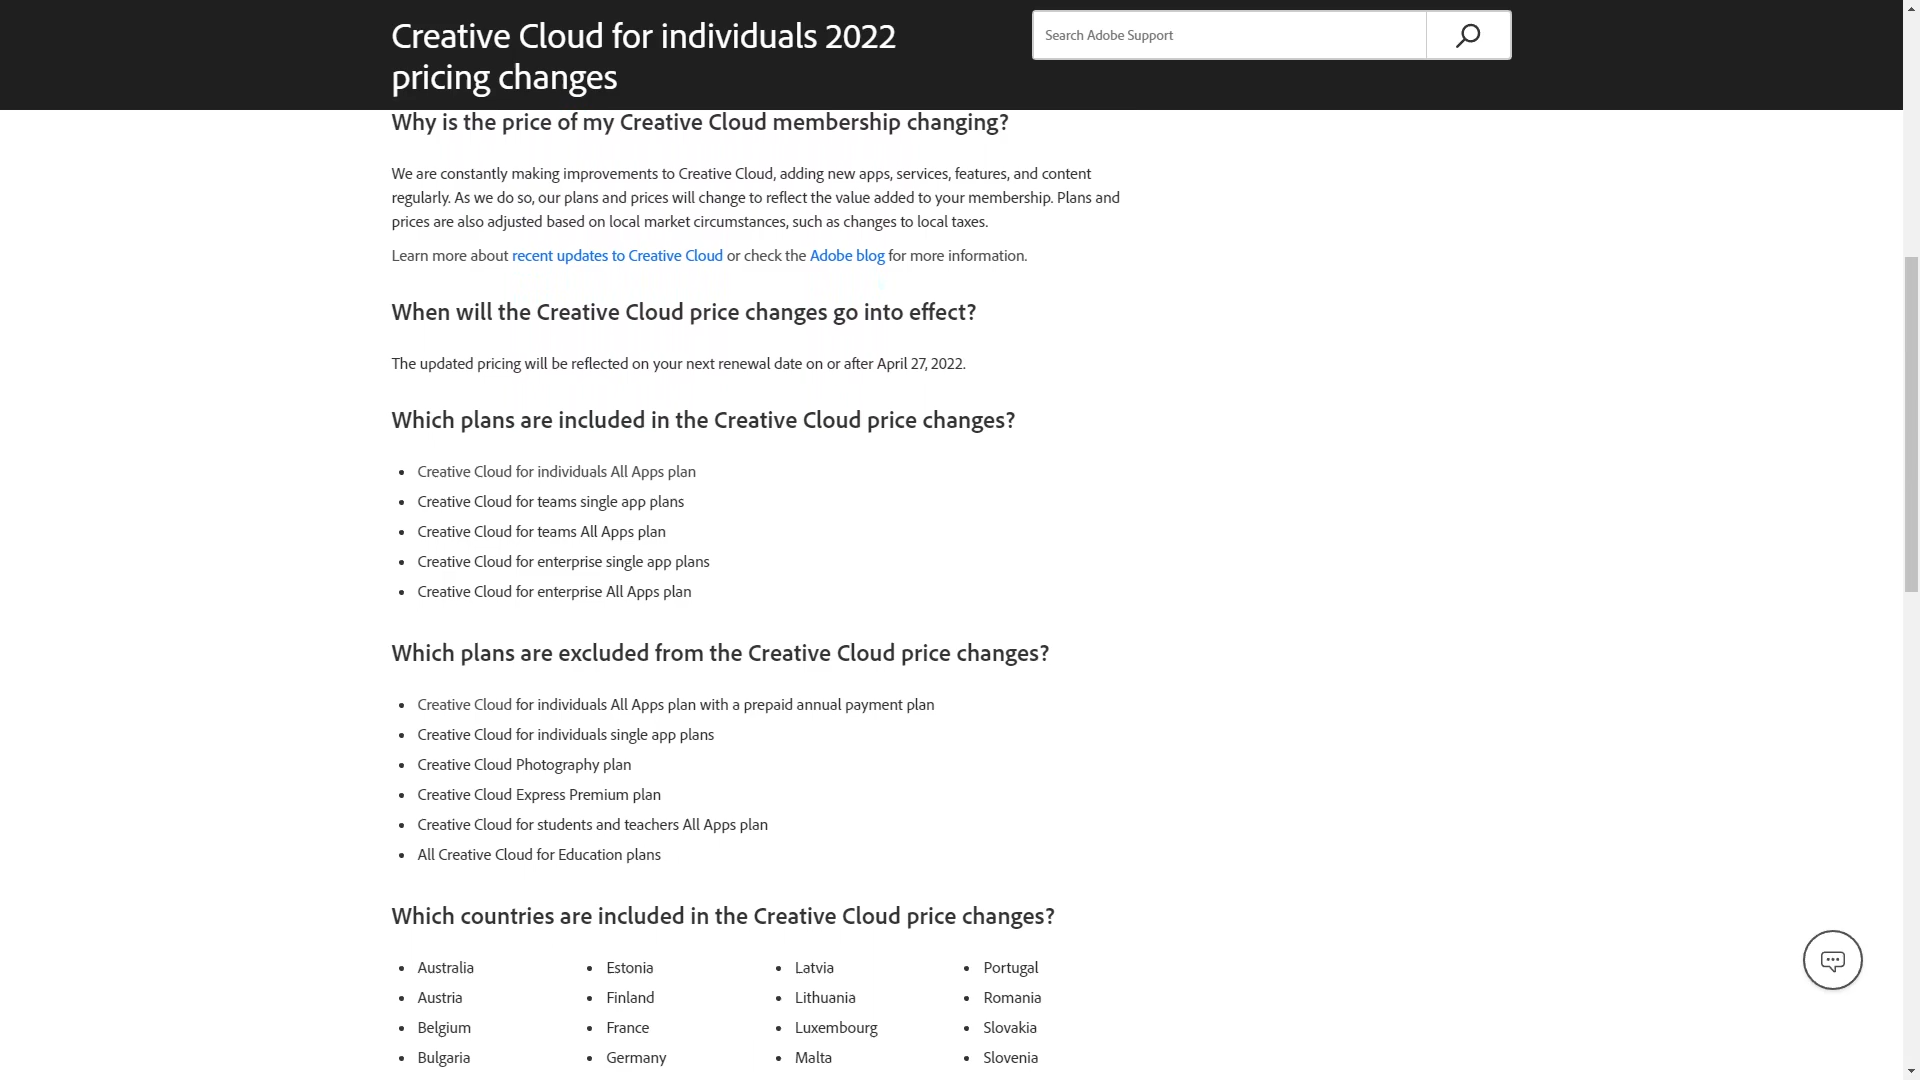 Creative Cloud for individuals 2022
pricing changes
Search Adobe Support
Why is the price of my Creative Cloud membership changing?
We are constantly making improvements to Creative Cloud, adding new apps, services, features, and content
regularly. As we do so, our plans and prices will change to reflect the value added to your membership. Plans and
prices are also adjusted based on local market circumstances, such as changes to local taxes.
Learn more about recent updates to Creative Cloud or check the Adobe blog for more information.
When will the Creative Cloud price changes go into effect?
The updated pricing will be reflected on your next renewal date on or after April 27, 2022.
Which plans are included in the Creative Cloud price changes?
Creative Cloud for individuals All Apps plan
Creative Cloud for teams single app plans
Creative Cloud for teams All Apps plan
Creative Cloud for enterprise single app plans
Creative Cloud for enterprise All Apps plan
Which plans are excluded from the Creative Cloud price changes?
Creative Cloud for individuals All Apps plan with a prepaid annual payment plan
Creative Cloud for individuals single app plans
Creative Cloud Photography plan
Creative Cloud Express Premium plan
Creative Cloud for students and teachers All Apps plan
All Creative Cloud for Education plans
Which countries are included in the Creative Cloud price changes?
Australia
Austria
Belgium
Bulgaria
Estonia
Finland
France
Germany
Latvia
Lithuania
Luxembourg
Malta
Portugal
Romania
Slovakia
Slovenia